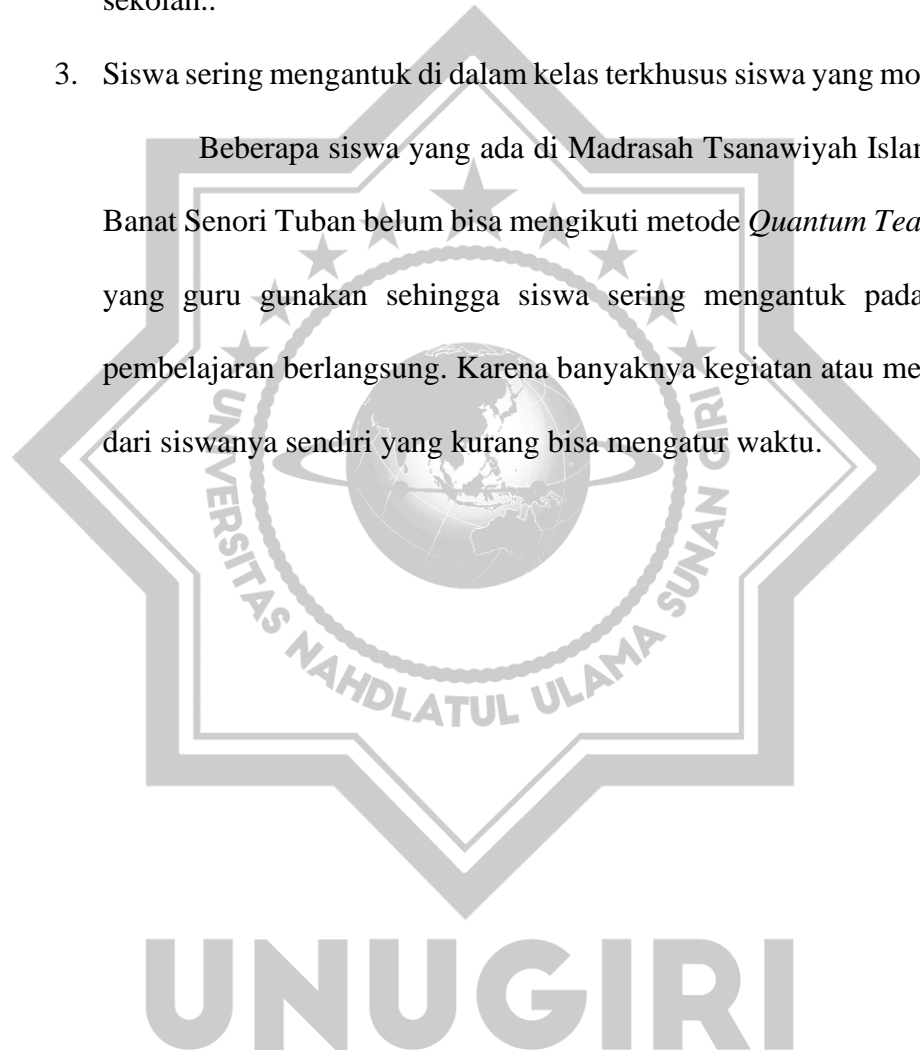 sekolah..
3. Siswa sering mengantuk di dalam kelas terkhusus siswa yang mo
Beberapa siswa yang ada di Madrasah Tsanawiyah Islam
Banat Senori Tuban belum bisa mengikuti metode Quantum Tea
yang guru gunakan sehingga siswa sering mengantuk pada
pembelajaran berlangsung. Karena banyaknya kegiatan atau me
dari siswanya sendiri yang kurang bisa mengatur waktu.
UNIVERSITAS NAHDLATUL ULAMA SUNAN GIRI
UNUGIRI